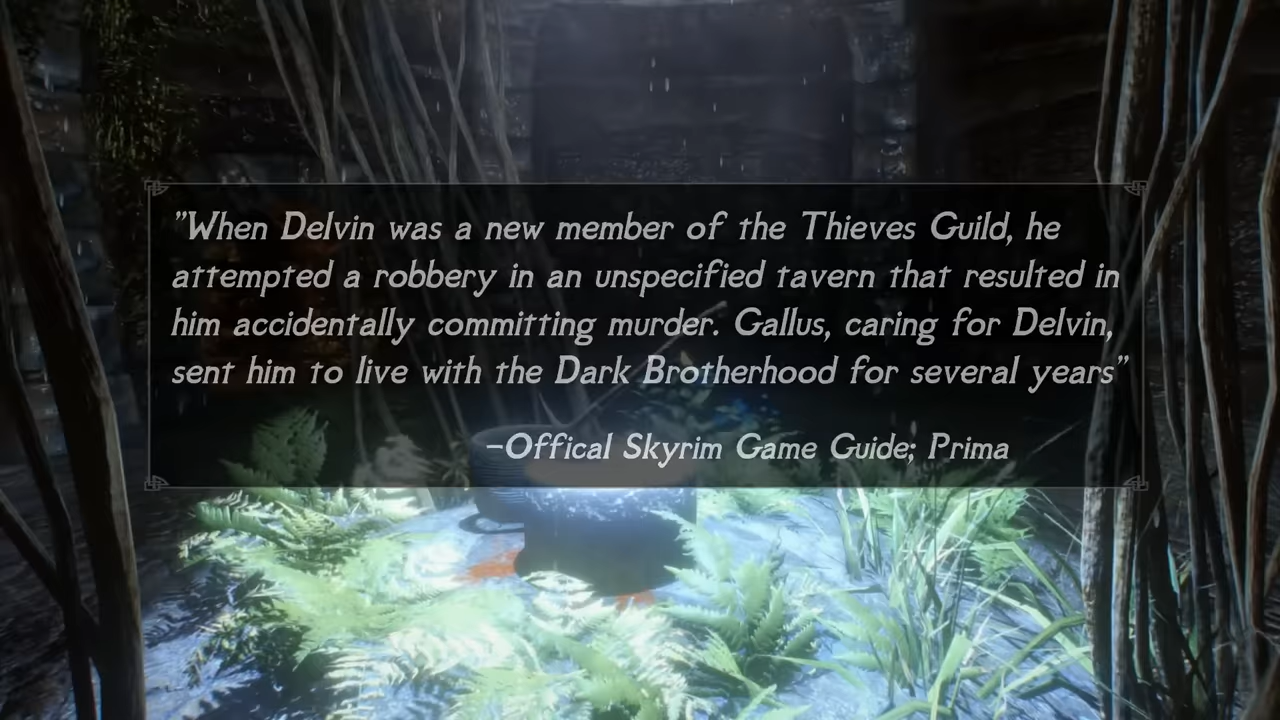 "When Delvin was a new member of the Thieves Guild, he
attempted a robbery in an unspecified tavern that resulted in
him accidentally committing murder. Gallus, caring for Delvin,
sent him to live with the Dark Brotherhood for several years"
-Offical Skyrim Game Guide; Prima